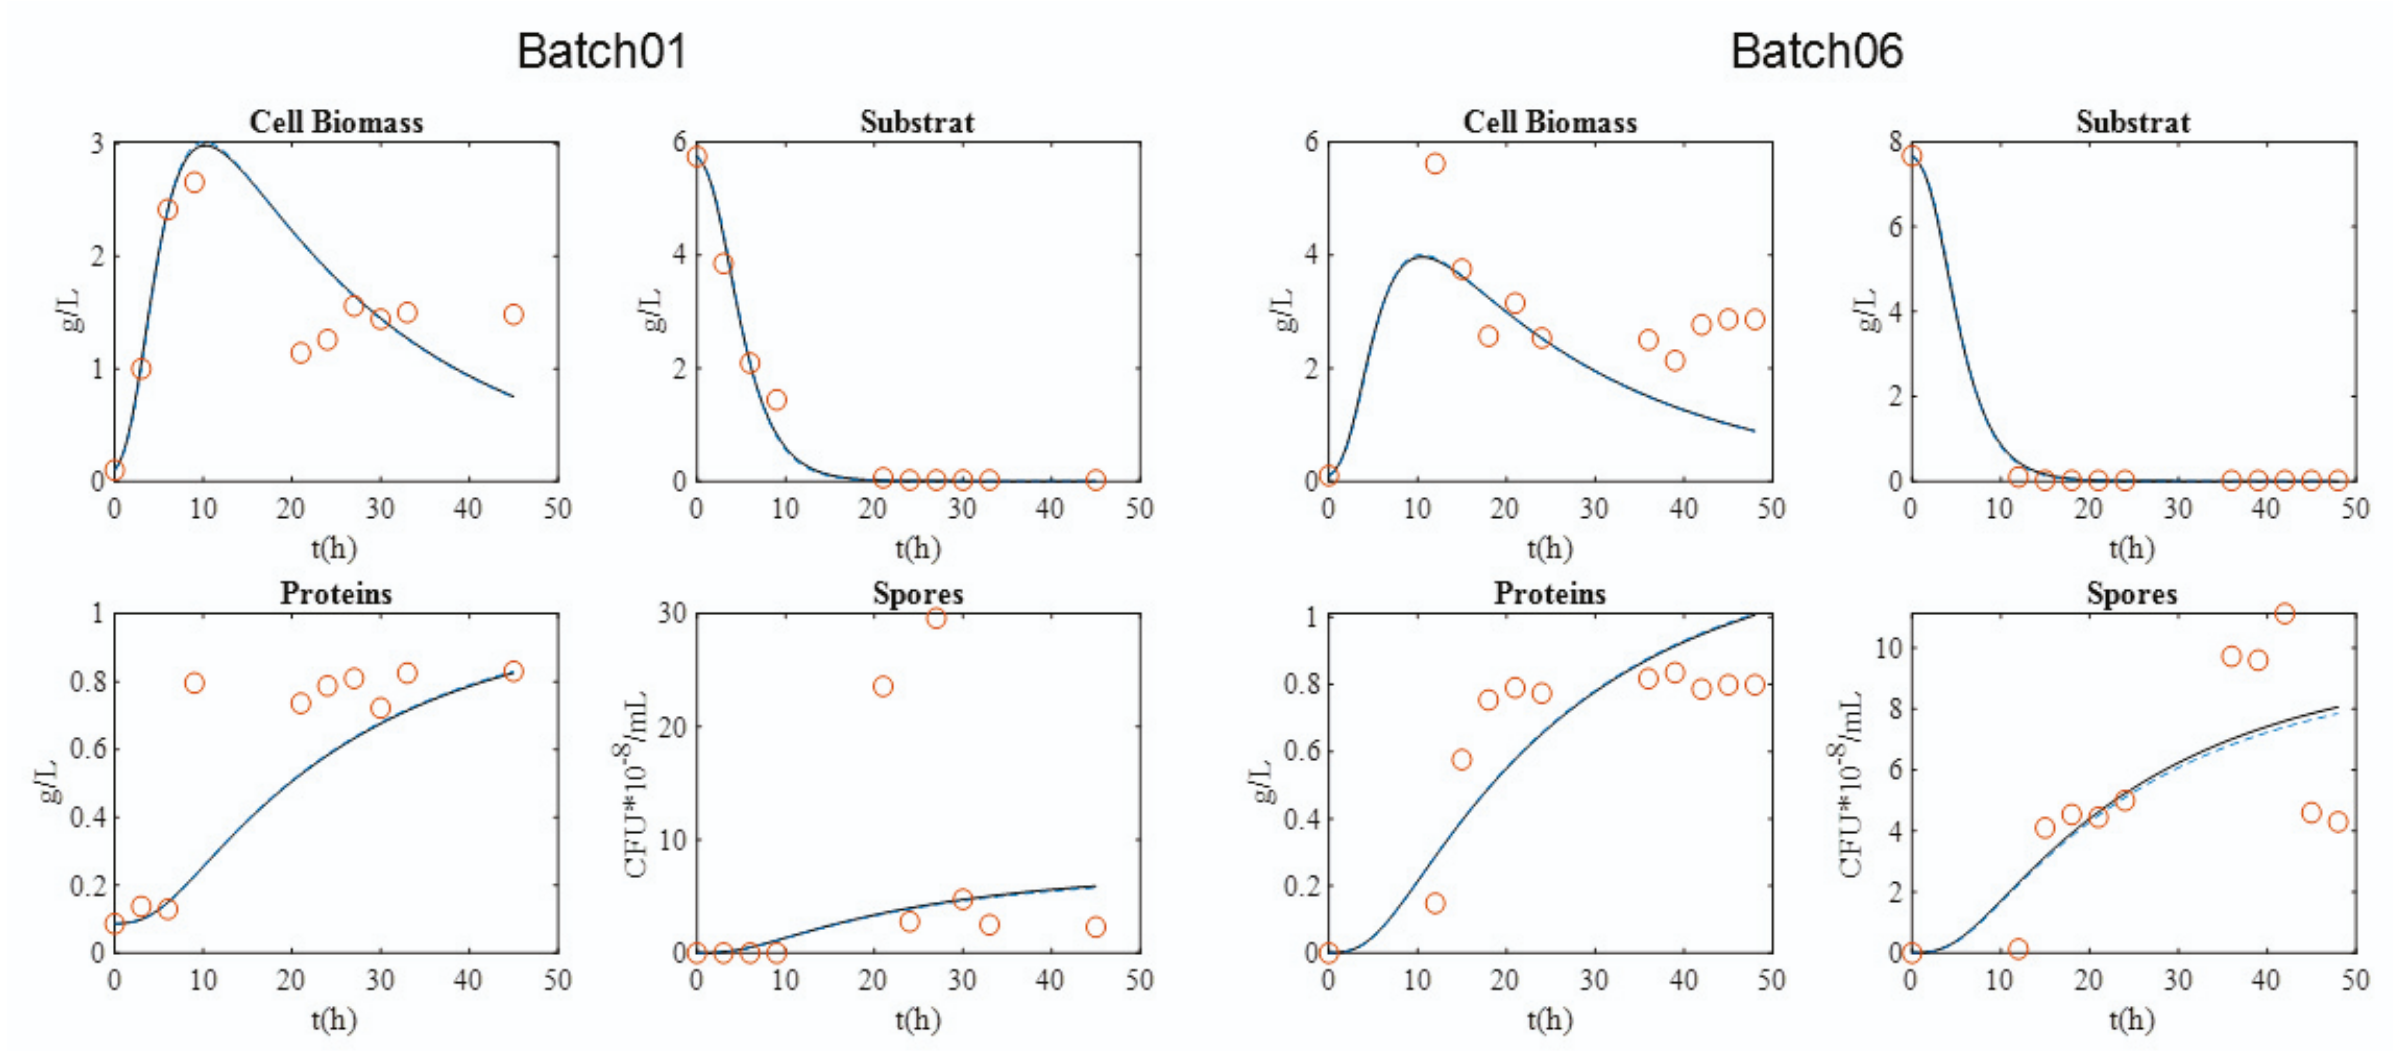 Batch01
Batch06
Cell Biomass
Substrat
Cell Biomass
Substrat
3
2
1
0
g/L
0 10 20 30 40 50
t(h)
6
4
2
0
g/L
0 10 20 30 40 50
t(h)
6
4
2
0
g/L
0 10 20 30 40 50
t(h)
8
6
4
2
0
g/L
0 10 20 30 40 50
t(h)
Proteins
Spores
Proteins
Spores
1
0.8
0.6
0.4
0.2
0
g/L
0 10 20 30 40 50
t(h)
30
20
10
0
CFU*10^-8/mL
0 10 20 30 40 50
t(h)
1
0.8
0.6
0.4
0.2
0
g/L
0 10 20 30 40 50
t(h)
10
8
6
4
2
0
CFU*10^-8/mL
0 10 20 30 40 50
t(h)